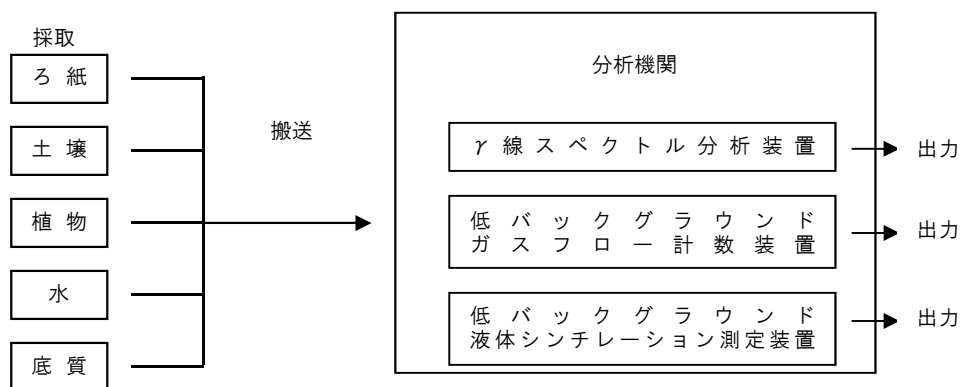 採取
ろ紙
土壌
植物
水
底質
搬送
分析機関
γ線スペクトル分析装置
出力
低バックグラウンド
ガスフロー計数装置
出力
低バックグラウンド
液体シンチレーション測定装置
出力